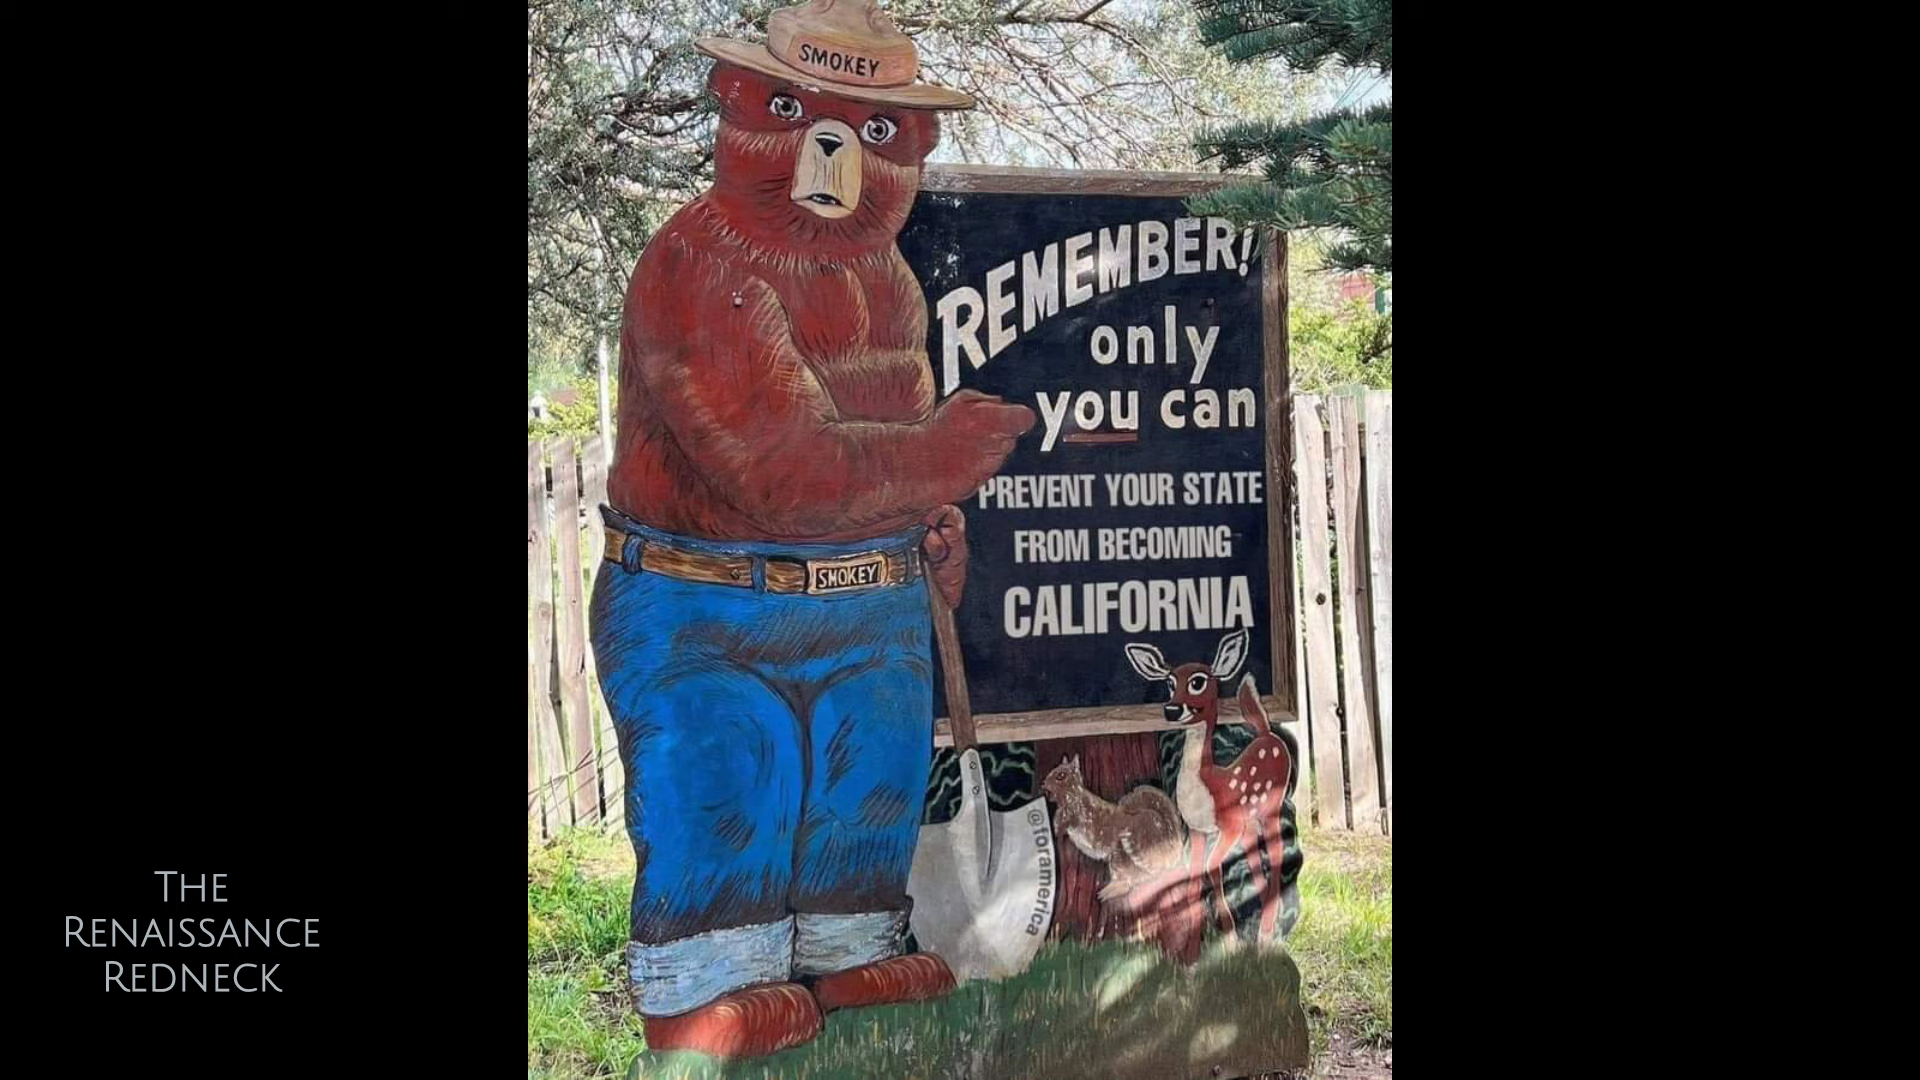 SMOKEY
REMEMBER!
only
you can
PREVENT YOUR STATE
FROM BECOMING
CALIFORNIA
SMOKEY
@foramerica
THE
RENAISSANCE
REDNECK